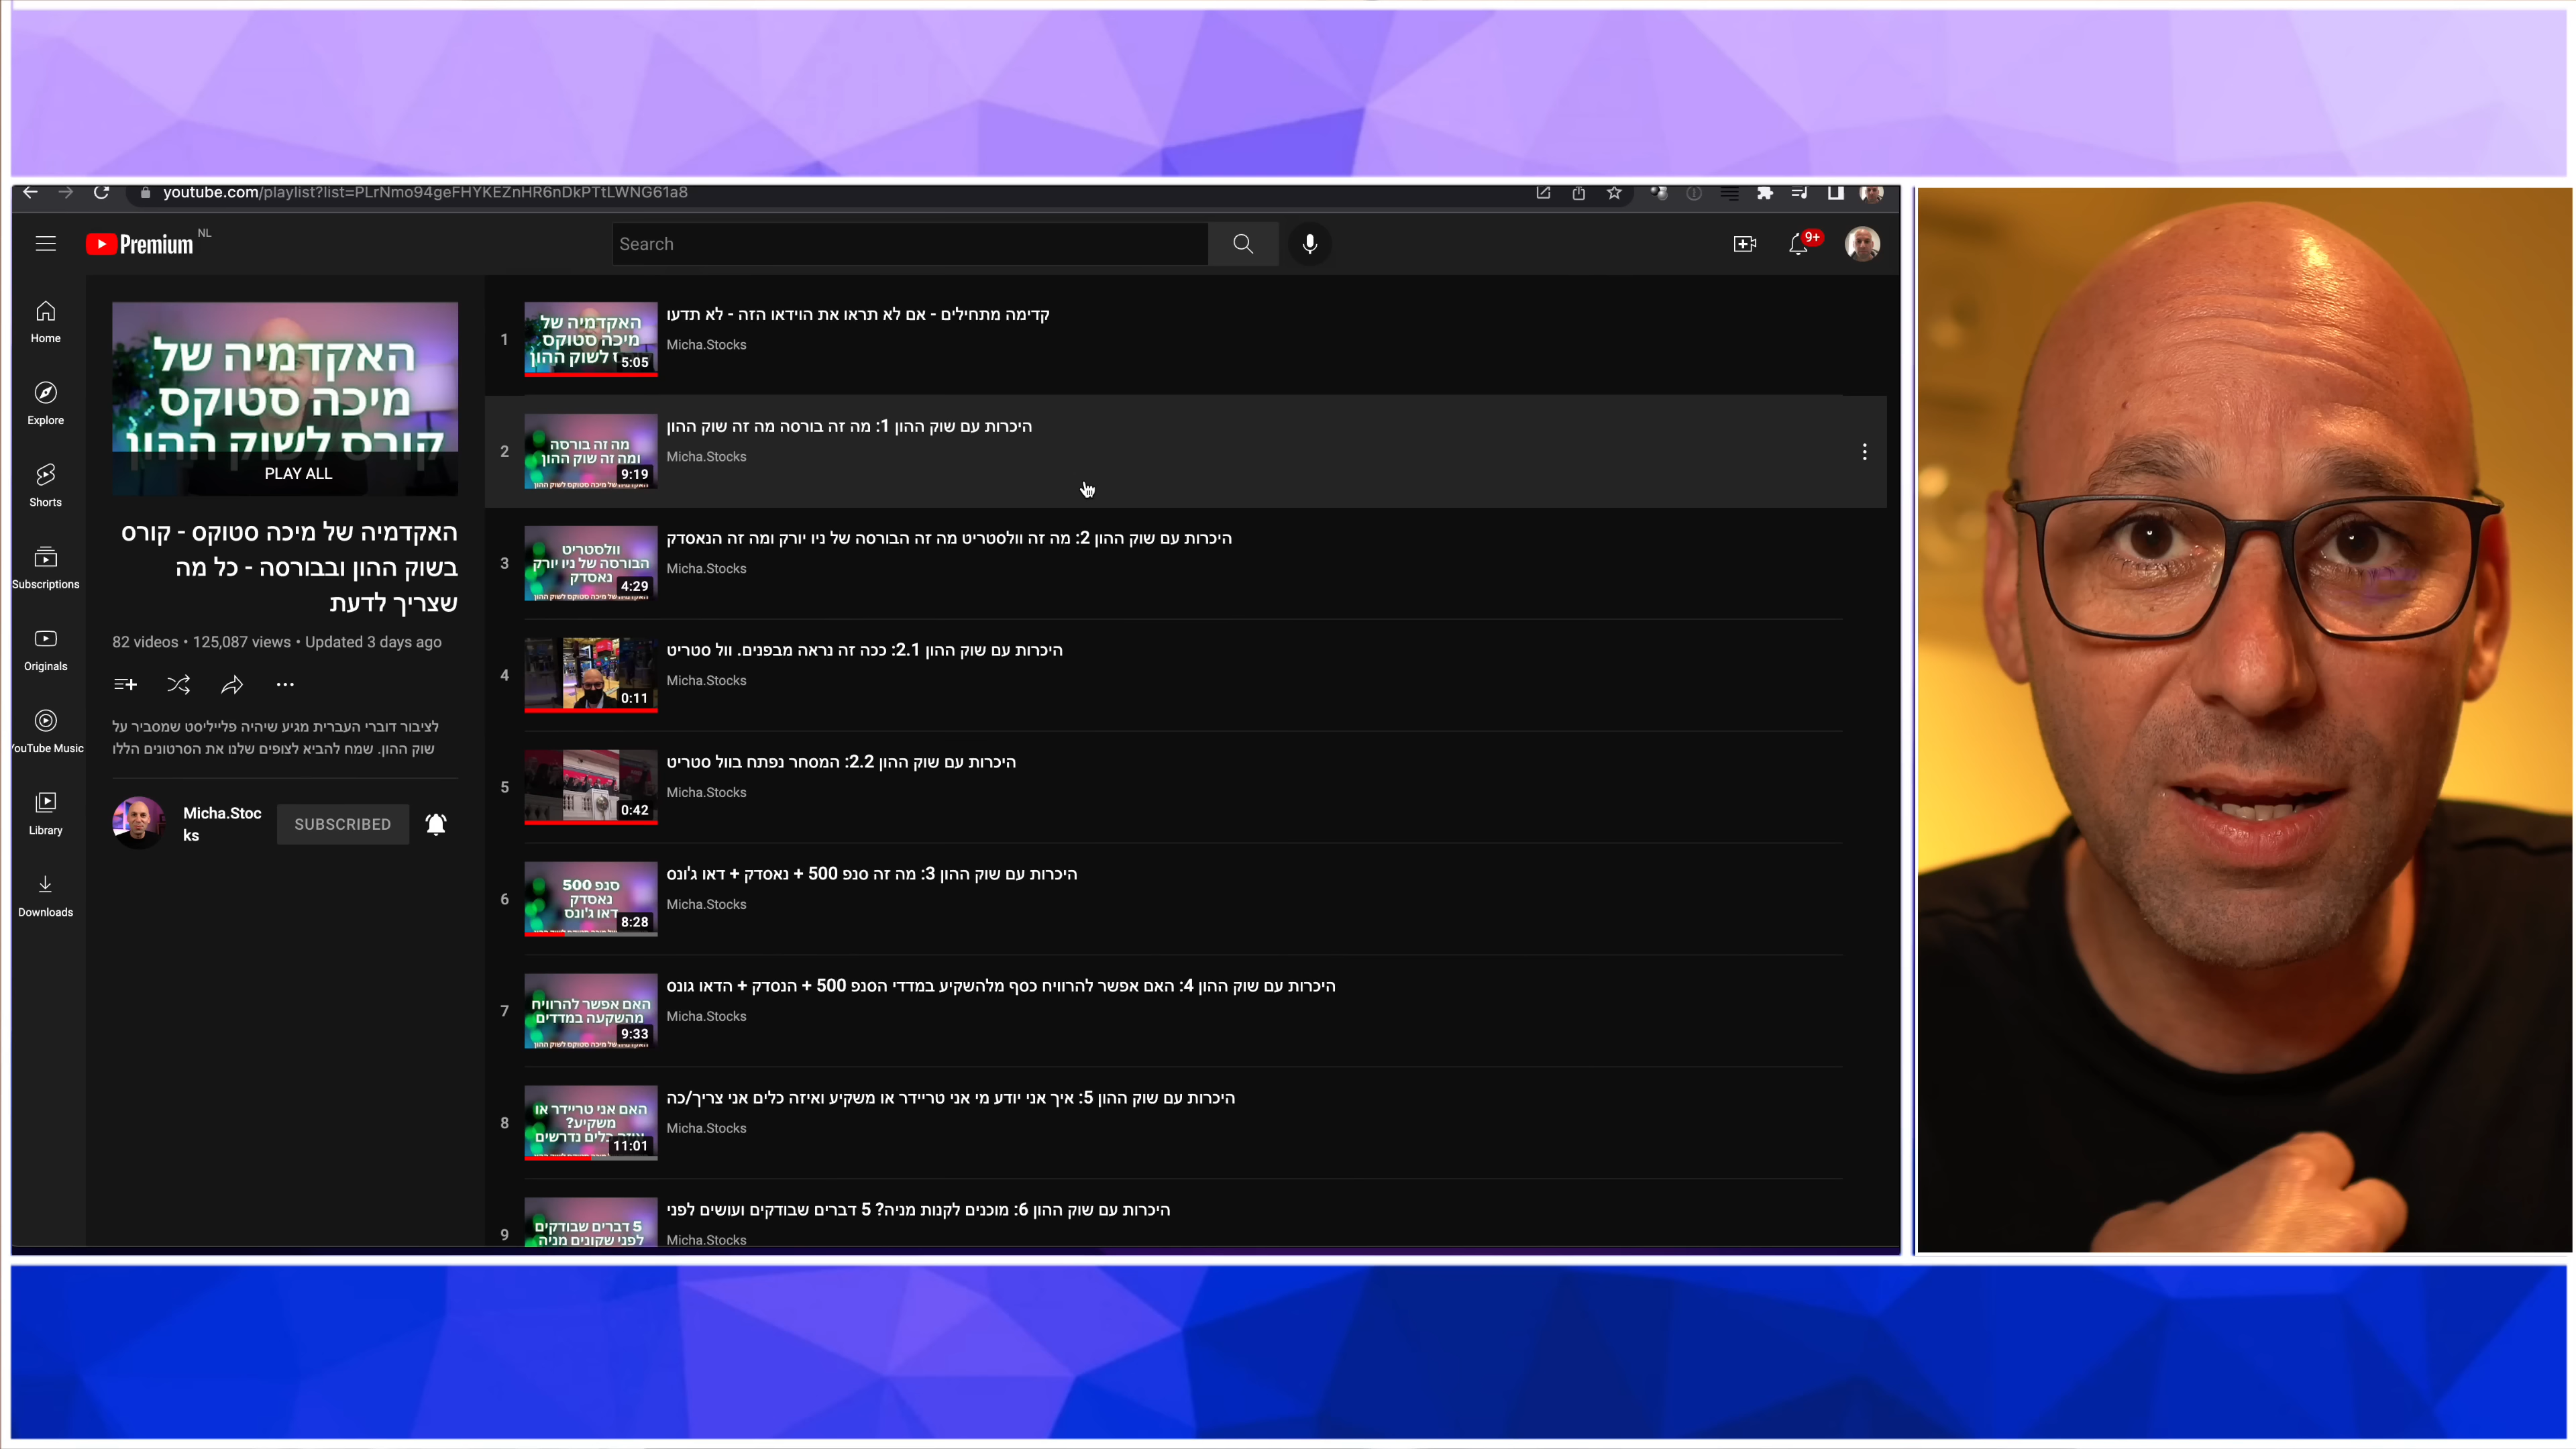 youtube.com/playlist?list=PLrNmo94geFHYKEZnHR6nDkPTtLWNG61a8
Premium NL
Search
9+
Home
Explore
Shorts
Subscriptions
Originals
YouTube Music
Library
Downloads
האקדמיה של
מיכה סטוקס
קורס לשוק ההון
PLAY ALL
האקדמיה של מיכה סטוקס - קורס
בשוק ההון ובבורסה - כל מה
שצריך לדעת
82 videos • 125,087 views • Updated 3 days ago
לציבור דוברי העברית מגיע שיהיה פלייליסט שמסביר על
שוק ההון. שמח להביא לצופים שלנו את הסרטונים הללו
Micha.Stoc
ks
SUBSCRIBED
1
האקדמיה של
מיכה סטוקס
לשוק ההון
5:05
קדימה מתחילים - אם לא תראו את הוידאו הזה - לא תדעו
Micha.Stocks
2
מה זה בורסה
ומה זה שוק ההון
9:19
היכרות עם שוק ההון 1: מה זה בורסה מה זה שוק ההון
Micha.Stocks
3
וולסטריט
הבורסה של ניו יורק
נאסדק
4:29
היכרות עם שוק ההון 2: מה זה וולסטריט מה זה הבורסה של ניו יורק ומה זה הנאסדק
Micha.Stocks
4
0:11
היכרות עם שוק ההון 2.1: ככה זה נראה מבפנים. וול סטריט
Micha.Stocks
5
0:42
היכרות עם שוק ההון 2.2: המסחר נפתח בוול סטריט
Micha.Stocks
6
סנפ 500
נאסדק
דאו ג'ונס
8:28
היכרות עם שוק ההון 3: מה זה סנפ 500 + נאסדק + דאו ג'ונס
Micha.Stocks
7
האם אפשר להרוויח
מהשקעה במדדים
9:33
היכרות עם שוק ההון 4: האם אפשר להרוויח כסף מלהשקיע במדדי הסנפ 500 + הנסדק + הדאו גונס
Micha.Stocks
8
האם אני טריידר או
משקיע?
כלים נדרשים
11:01
היכרות עם שוק ההון 5: איך אני יודע מי אני טריידר או משקיע ואיזה כלים אני צריך/כה
Micha.Stocks
9
5 דברים שבודקים
לפני שקונים מניה
היכרות עם שוק ההון 6: מוכנים לקנות מניה? 5 דברים שבודקים ועושים לפני
Micha.Stocks